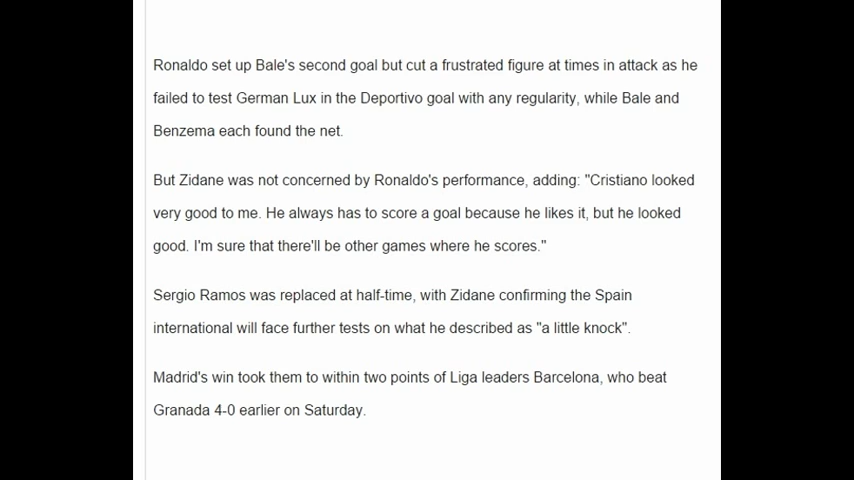 Ronaldo set up Bale's second goal but cut a frustrated figure at times in attack as he
failed to test German Lux in the Deportivo goal with any regularity, while Bale and
Benzema each found the net.
But Zidane was not concerned by Ronaldo's performance, adding: "Cristiano looked
very good to me. He always has to score a goal because he likes it, but he looked
good. I'm sure that there'll be other games where he scores."
Sergio Ramos was replaced at half-time, with Zidane confirming the Spain
international will face further tests on what he described as "a little knock".
Madrid's win took them to within two points of Liga leaders Barcelona, who beat
Granada 4-0 earlier on Saturday.